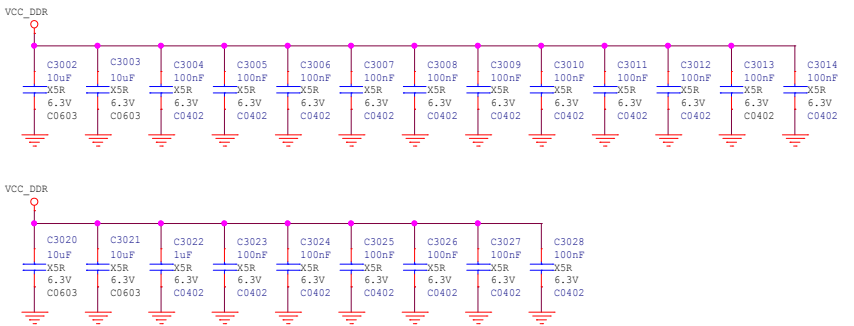 VCC_DDR
C3002 C3003 C3004 C3005 C3006 C3007 C3008 C3009 C3010 C3011 C3012 C3013 C3014
10uF 10uF 100nF 100nF 100nF 100nF 100nF 100nF 100nF 100nF 100nF 100nF 100nF
X5R X5R X5R X5R X5R X5R X5R X5R X5R X5R X5R X5R X5R
6.3V 6.3V 6.3V 6.3V 6.3V 6.3V 6.3V 6.3V 6.3V 6.3V 6.3V 6.3V 6.3V
C0603 C0603 C0402 C0402 C0402 C0402 C0402 C0402 C0402 C0402 C0402 C0402 C0402
VCC_DDR
C3020 C3021 C3022 C3023 C3024 C3025 C3026 C3027 C3028
10uF 10uF 1uF 100nF 100nF 100nF 100nF 100nF 100nF
X5R X5R X5R X5R X5R X5R X5R X5R X5R
6.3V 6.3V 6.3V 6.3V 6.3V 6.3V 6.3V 6.3V 6.3V
C0603 C0603 C0402 C0402 C0402 C0402 C0402 C0402 C0402